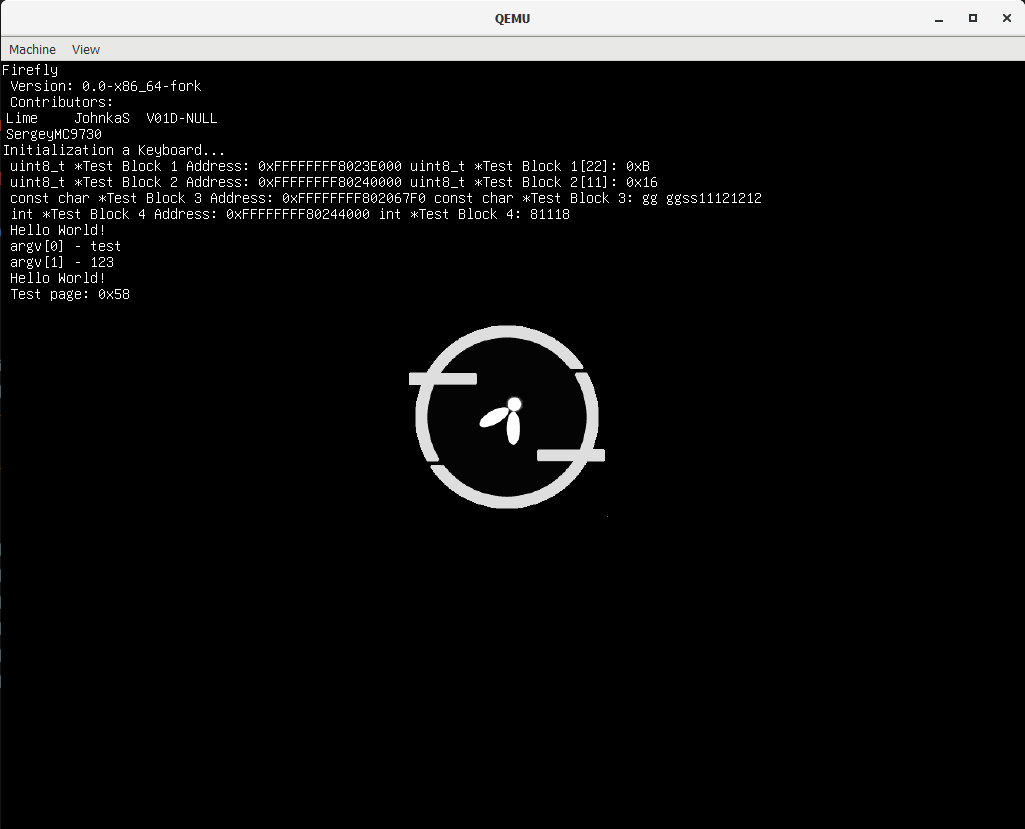 QEMU
Machine View
Firefly
Version: 0.0-x86_64-fork
Contributors:
Lime JohnkaS V01D-NULL
SergeyMC9730
Initialization a Keyboard...
uint8_t *Test Block 1 Address: 0xFFFFFFFF8023E000 uint8_t *Test Block 1[22]: 0xB
uint8_t *Test Block 2 Address: 0xFFFFFFFF80240000 uint8_t *Test Block 2[11]: 0x16
const char *Test Block 3 Address: 0xFFFFFFFF802067F0 const char *Test Block 3: gg ggss11121212
int *Test Block 4 Address: 0xFFFFFFFF80244000 int *Test Block 4: 81118
Hello World!
argv[0] - test
argv[1] - 123
Hello World!
Test page: 0x58